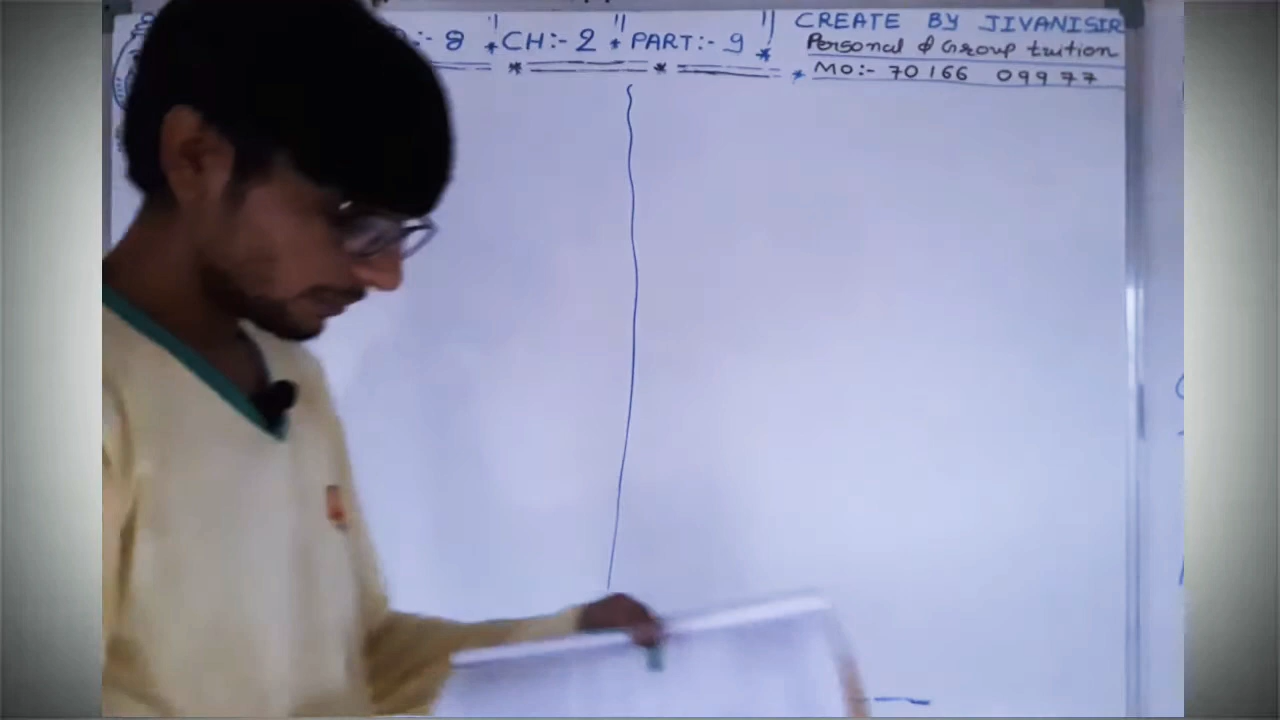 :- 8 * CH:- 2 * PART:- 9 *
CREATE BY JIVANISIR
Personal & Group tuition
* MO:- 70166 09977